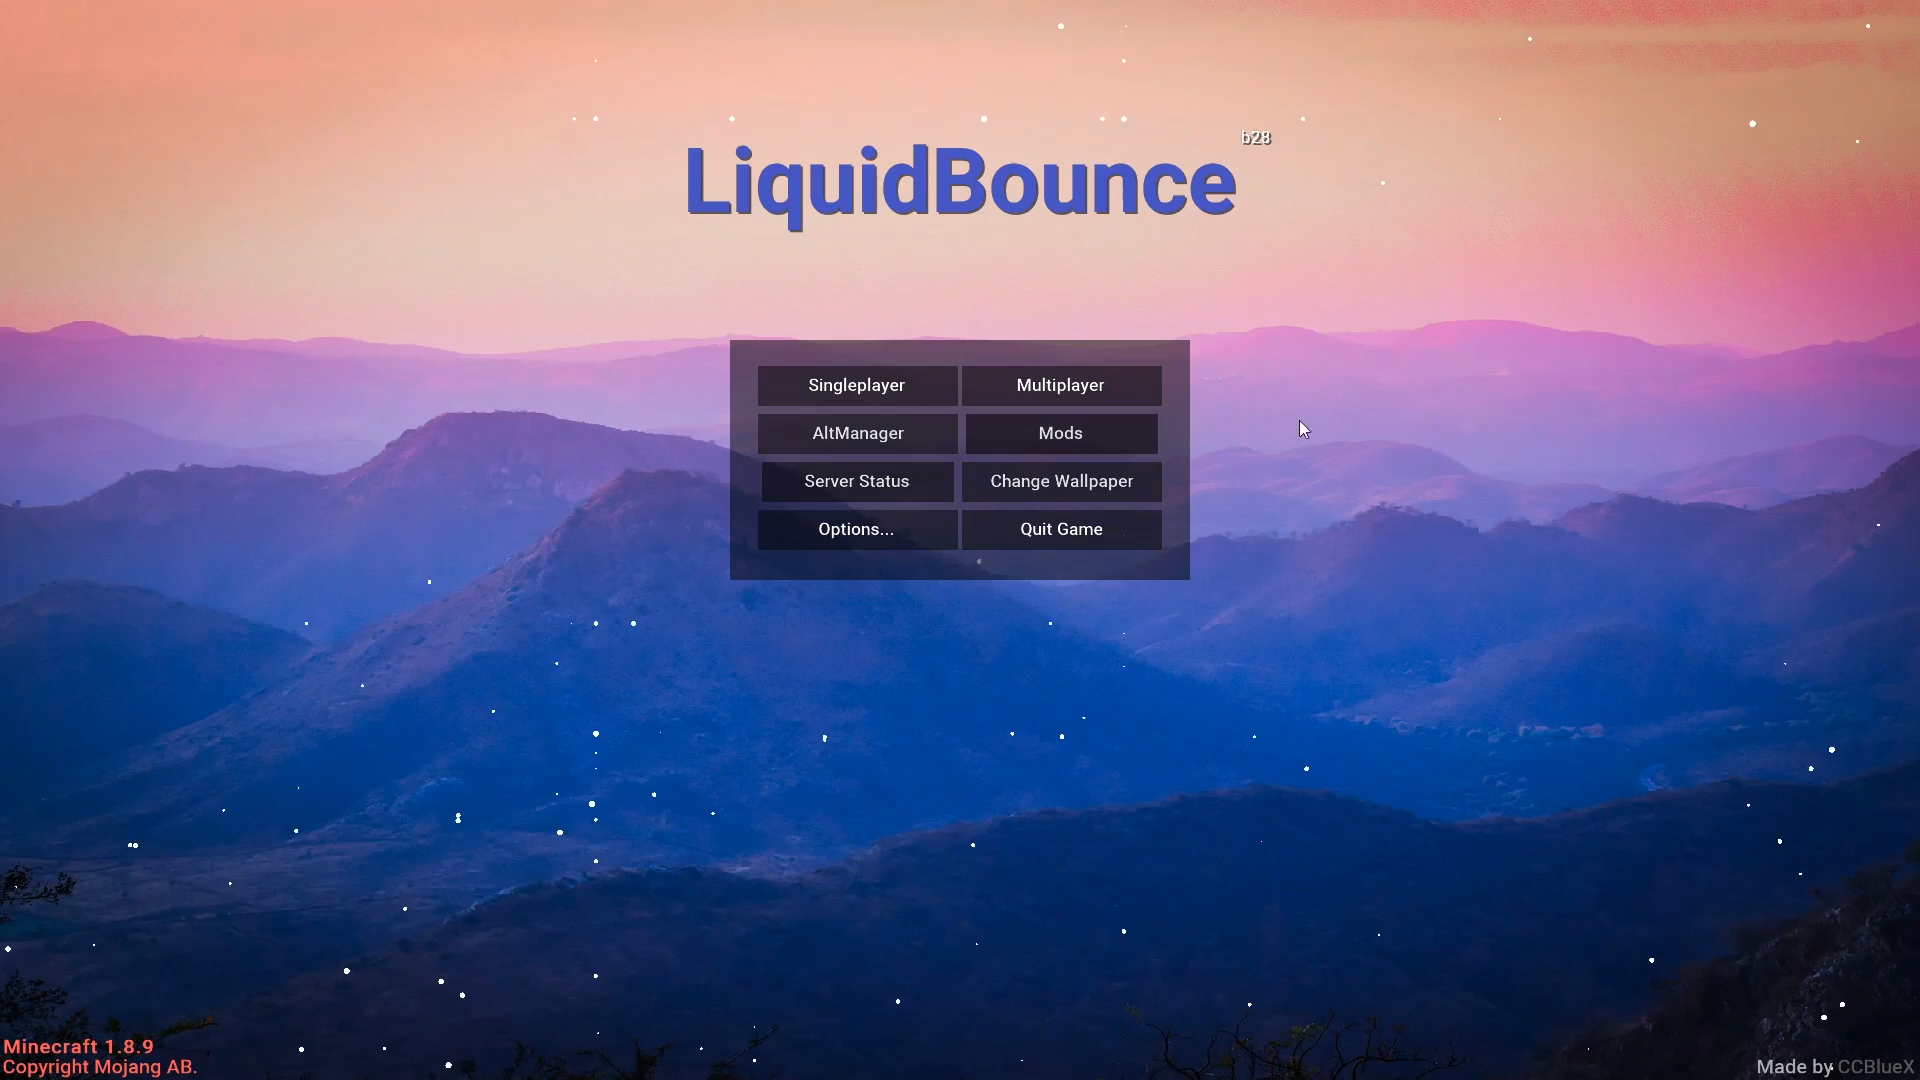 b28
LiquidBounce
Singleplayer
Multiplayer
AltManager
Mods
Server Status
Change Wallpaper
Options...
Quit Game
Minecraft 1.8.9
Copyright Mojang AB.
Made by CCBlueX